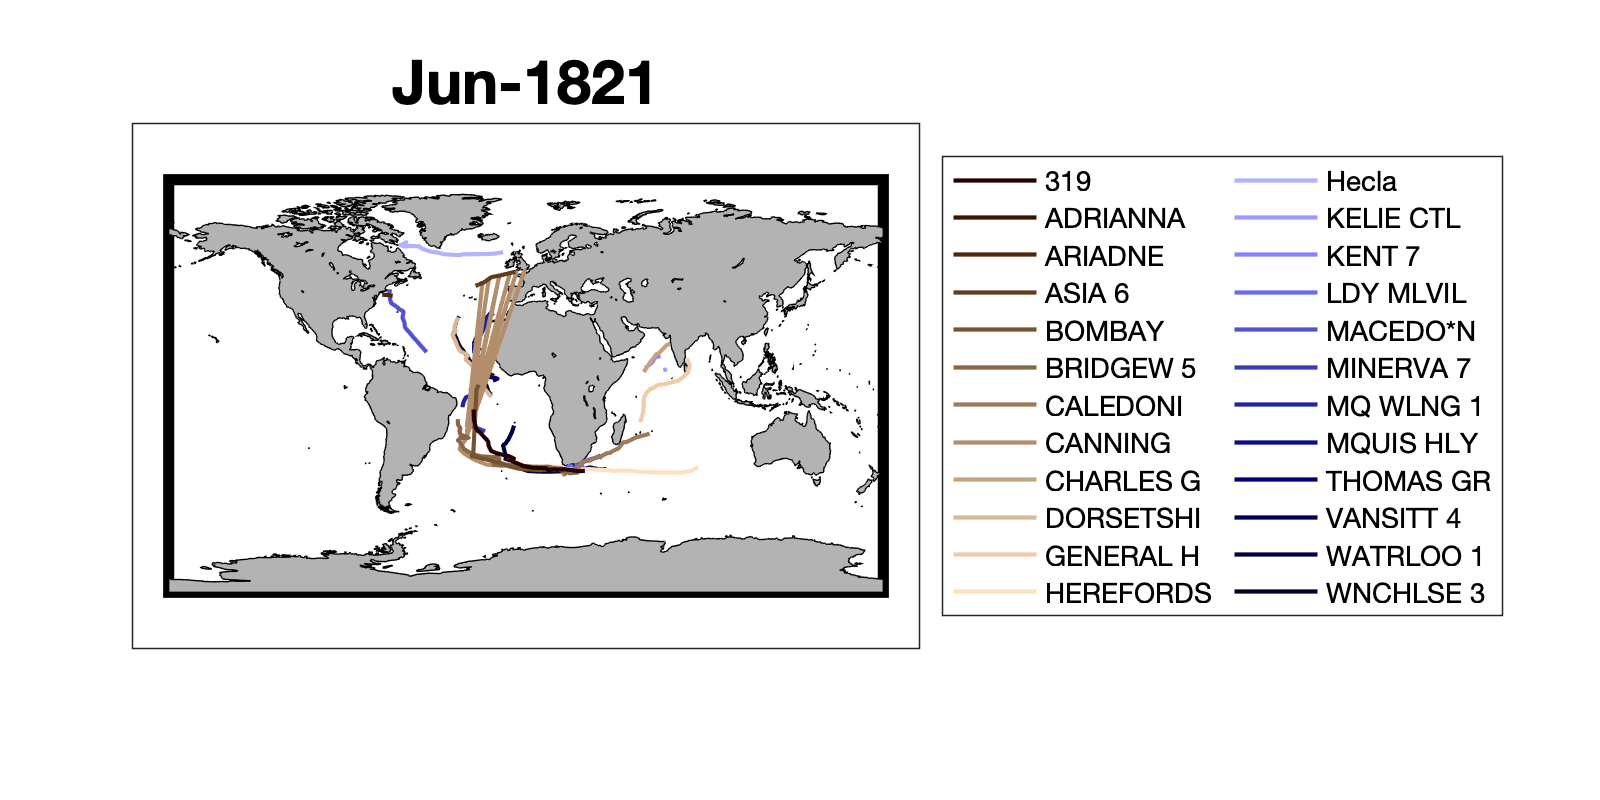 Jun-1821
319
ADRIANNA
ARIADNE
ASIA 6
BOMBAY
BRIDGEW 5
CALEDONI
CANNING
CHARLES G
DORSETSHI
GENERAL H
HEREFORDS
Hecla
KELIE CTL
KENT 7
LDY MLVIL
MACEDO*N
MINERVA 7
MQ WLNG 1
MQUIS HLY
THOMAS GR
VANSITT 4
WATRLOO 1
WNCHLSE 3